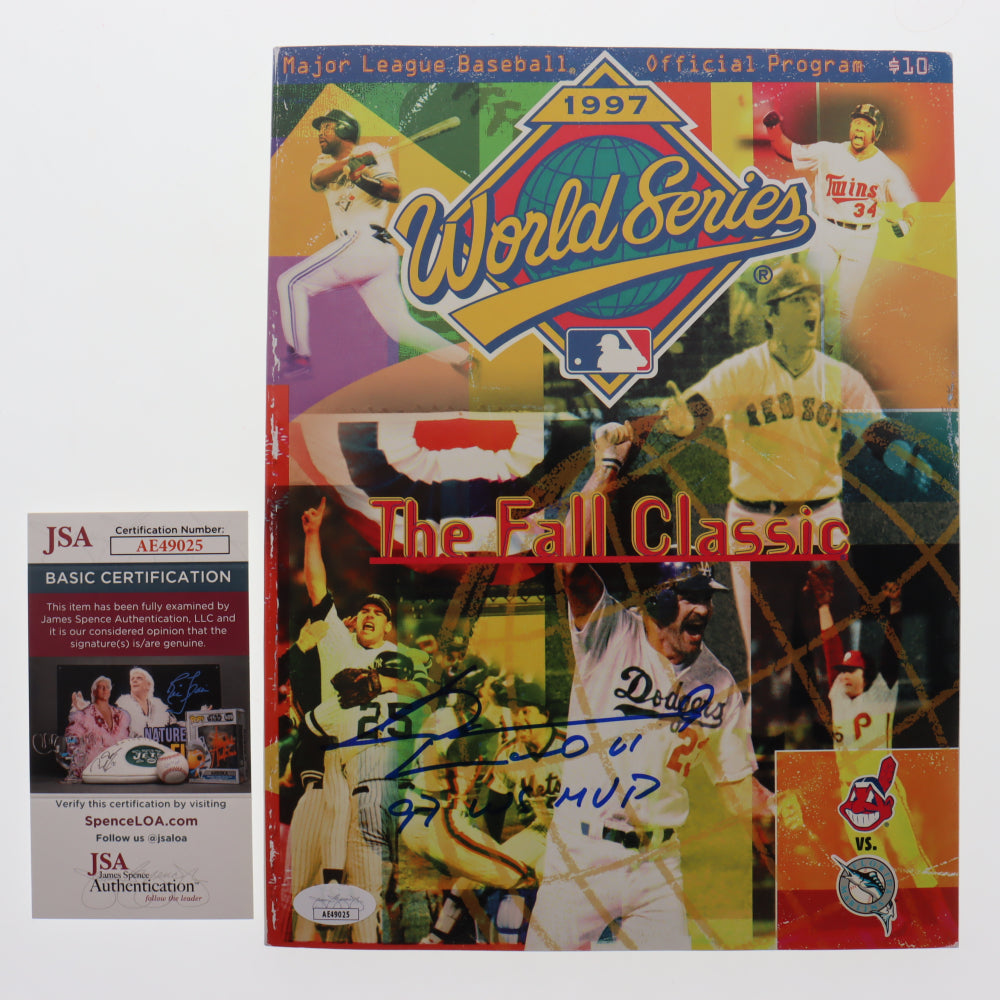 Major League Baseball® Official Program $10
1997
World Series
®
Twins
34
RED SOX
The Fall Classic
Dodgers
25
97 WS MVP
P
VS.
AE49025
JSA
Certification Number:
AE49025
BASIC CERTIFICATION
This item has been fully examined by
James Spence Authentication, LLC and
it is our considered opinion that the
signature(s) is/are genuine.
NATURE
Verify this certification by visiting
SpenceLOA.com
Follow us @jsaloa
JSA
James Spence
Authentication™
follow the leader